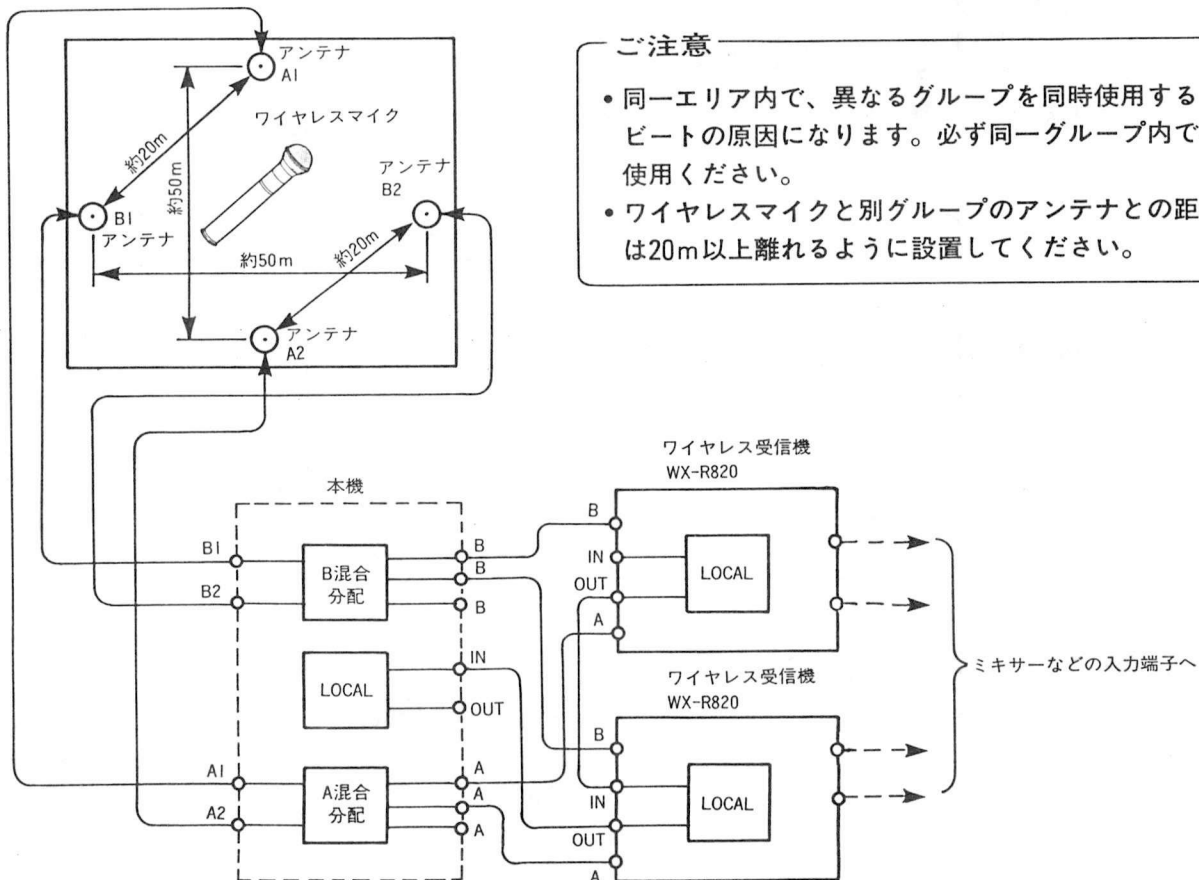 アンテナ
A1
ワイヤレスマイク
約20m
約50m
アンテナ
B2
B1
アンテナ
約50m
約20m
アンテナ
A2
ご注意
• 同一エリア内で、異なるグループを同時使用する
ビートの原因になります。必ず同一グループ内で
使用ください。
• ワイヤレスマイクと別グループのアンテナとの距
は20m以上離れるように設置してください。
本機
B1
B2
B混合
分配
B
B
B
LOCAL
IN
OUT
A1
A2
A混合
分配
A
A
A
ワイヤレス受信機
WX-R820
B
IN
OUT
A
LOCAL
ワイヤレス受信機
WX-R820
B
IN
OUT
A
LOCAL
ミキサーなどの入力端子へ